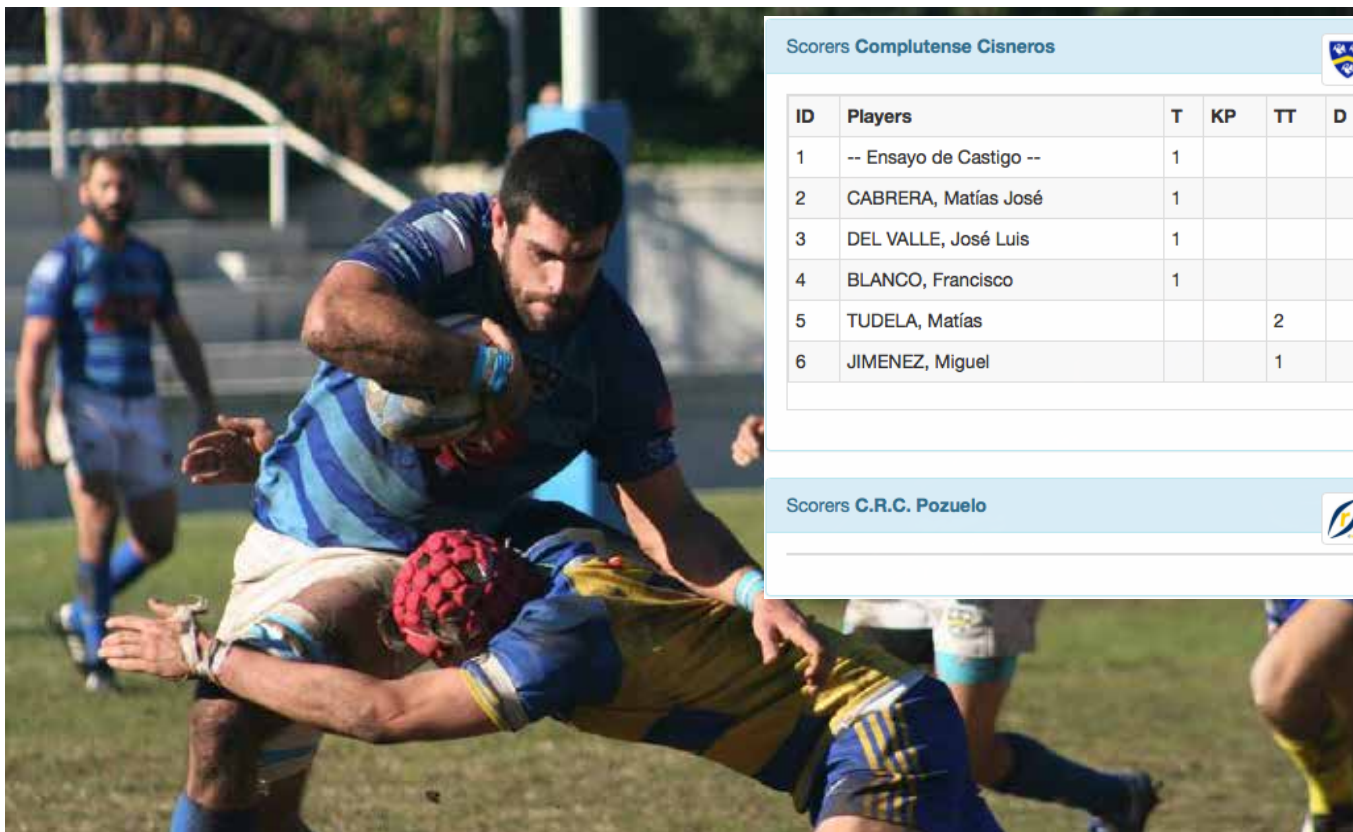 Scorers Complutense Cisneros
ID Players T KP TT D
1 -- Ensayo de Castigo -- 1
2 CABRERA, Matías José 1
3 DEL VALLE, José Luis 1
4 BLANCO, Francisco 1
5 TUDELA, Matías 2
6 JIMENEZ, Miguel 1
Scorers C.R.C. Pozuelo